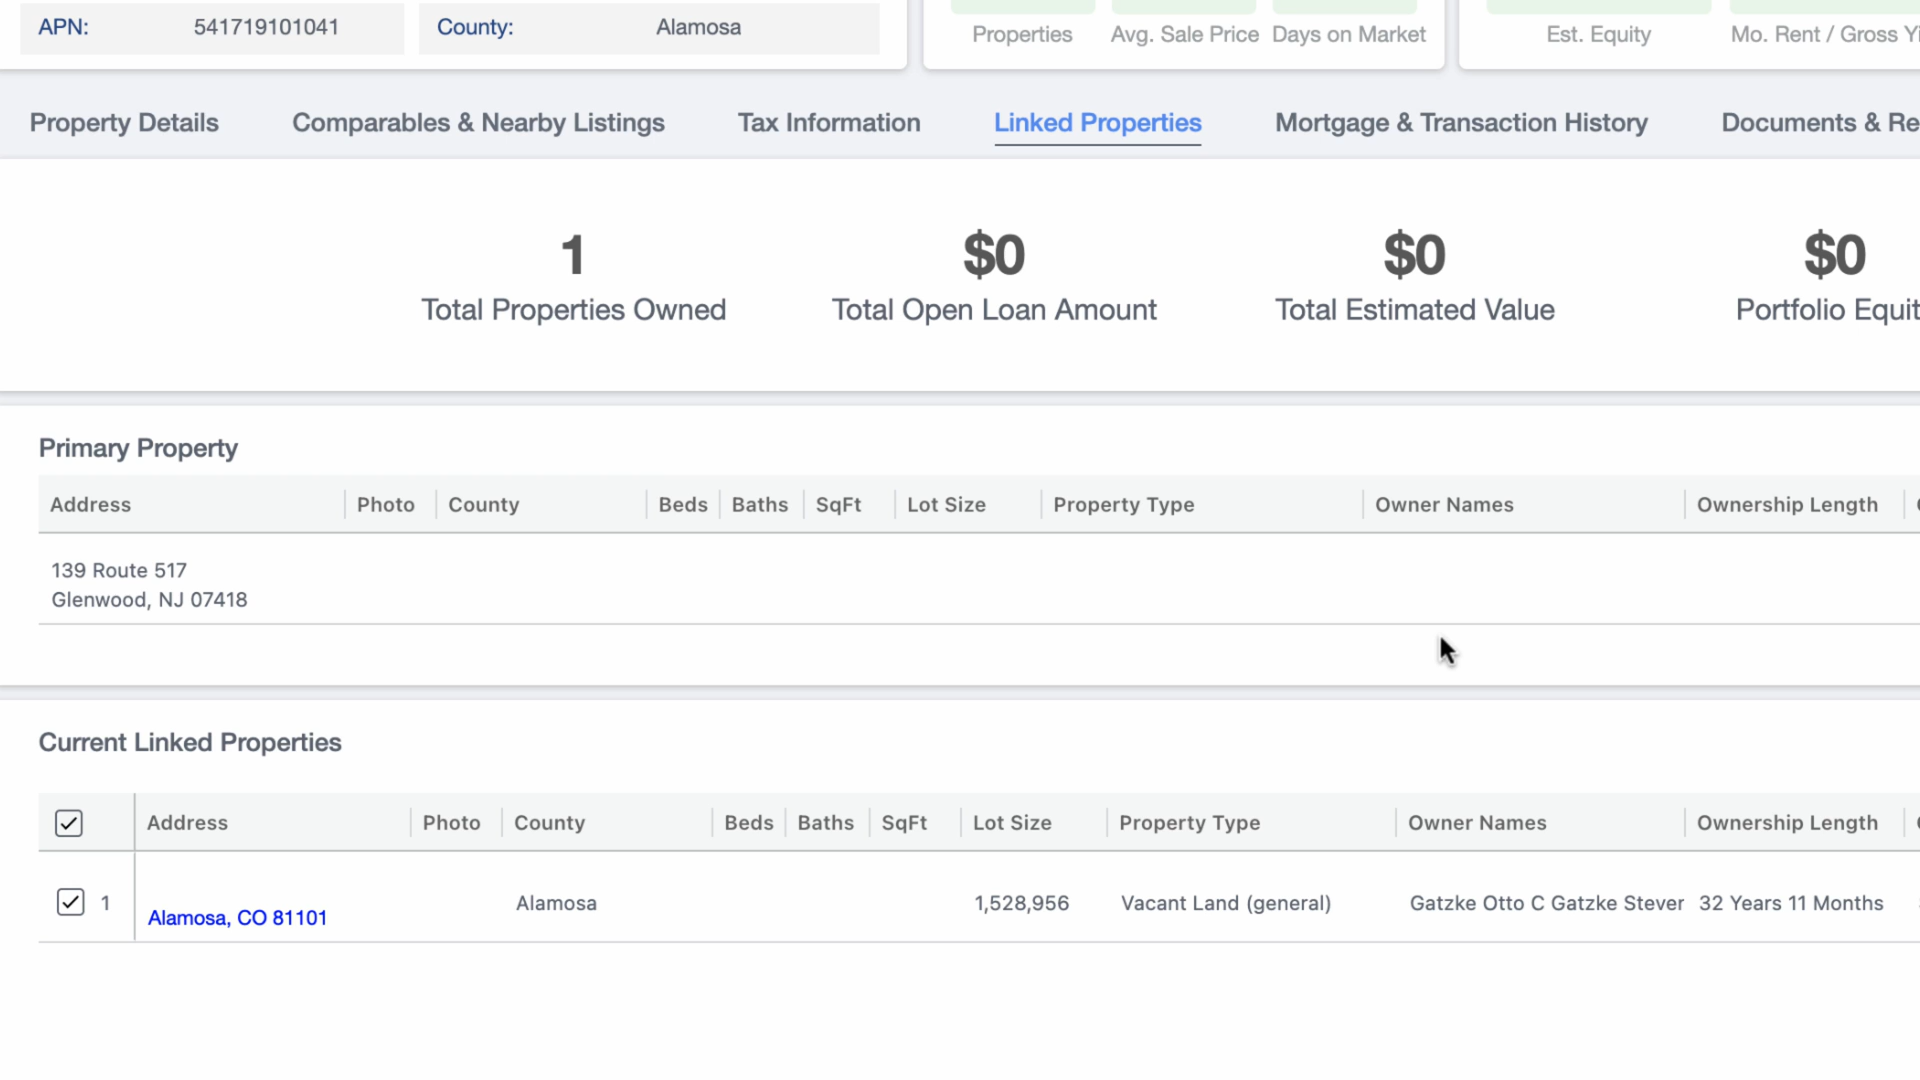 APN: 541719101041 County: Alamosa
Properties Avg. Sale Price Days on Market Est. Equity Mo. Rent / Gross
Property Details Comparables & Nearby Listings Tax Information Linked Properties Mortgage & Transaction History Documents &
1 $0 $0 $0
Total Properties Owned Total Open Loan Amount Total Estimated Value Portfolio
Primary Property
Address Photo County Beds Baths SqFt Lot Size Property Type Owner Names Ownership Length
139 Route 517
Glenwood, NJ 07418
Current Linked Properties
Address Photo County Beds Baths SqFt Lot Size Property Type Owner Names Ownership Length
1 Alamosa, CO 81101 Alamosa 1,528,956 Vacant Land (general) Gatzke Otto C Gatzke Stever 32 Years 11 Months